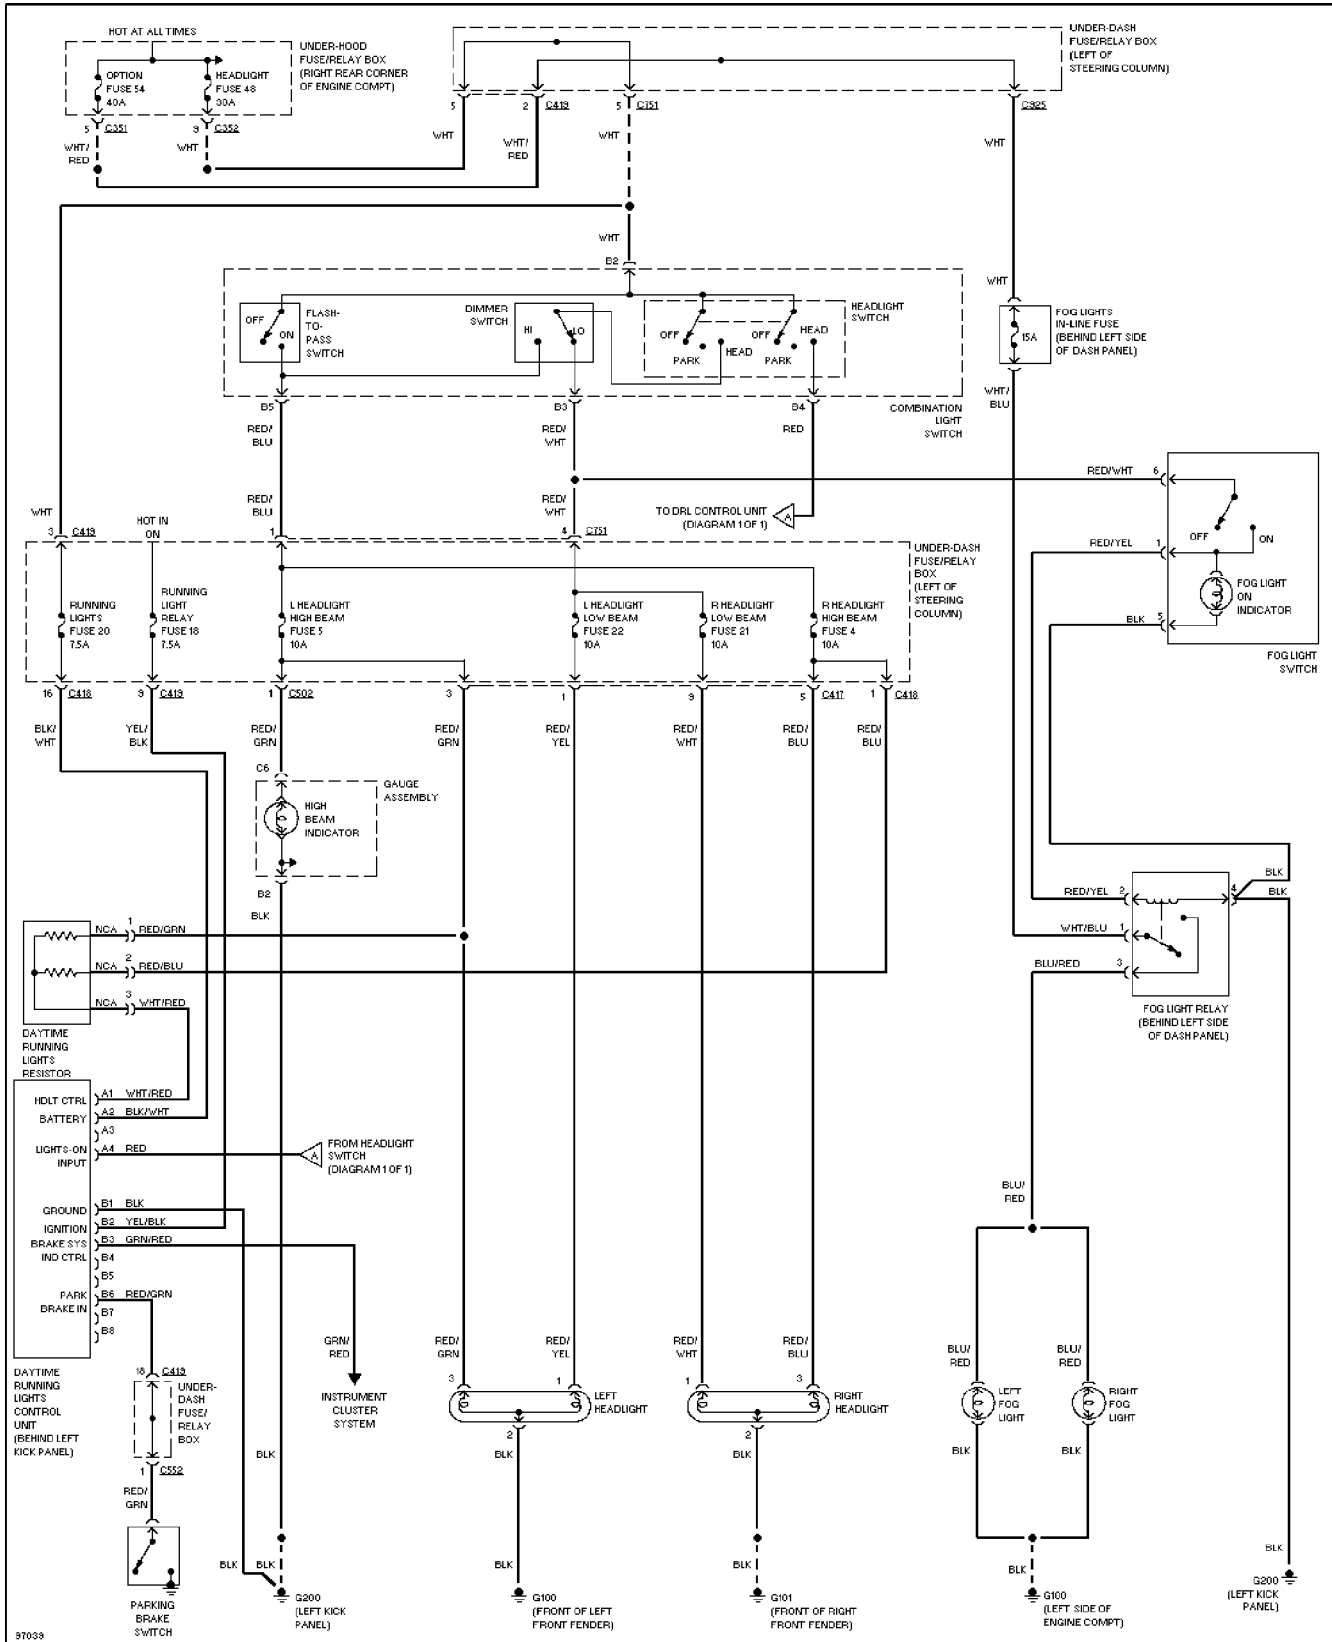 HOT AT ALL TIMES
OPTION
FUSE 54
40A
HEADLIGHT
FUSE 48
30A
UNDER-HOOD
FUSE/RELAY BOX
(RIGHT REAR CORNER
OF ENGINE COMPT)
UNDER-DASH
FUSE/RELAY BOX
(LEFT OF
STEERING COLUMN)
5 C351
9 C352
5
2 C419
5 C751
C925
WHT/
RED
WHT
WHT
WHT/
RED
WHT
WHT
WHT
B2
WHT
OFF
ON
FLASH-
TO-
PASS
SWITCH
DIMMER
SWITCH
HI
LO
HEADLIGHT
SWITCH
OFF
PARK
HEAD
OFF
PARK
HEAD
FOG LIGHTS
IN-LINE FUSE
(BEHIND LEFT SIDE
OF DASH PANEL)
15A
B5
B3
B4
COMBINATION
LIGHT
SWITCH
RED/
BLU
RED/
WHT
RED
WHT/
BLU
RED/WHT 6
RED/
BLU
RED/
WHT
TO DRL CONTROL UNIT
(DIAGRAM 1 OF 1)
A
WHT
HOT IN
ON
3 C419
1
4 C751
RED/YEL 1
OFF
ON
FOG LIGHT
ON
INDICATOR
BLK 5
FOG LIGHT
SWITCH
UNDER-DASH
FUSE/RELAY
BOX
(LEFT OF
STEERING
COLUMN)
RUNNING
LIGHTS
FUSE 20
7.5A
RUNNING
LIGHT
RELAY
FUSE 18
7.5A
L HEADLIGHT
HIGH BEAM
FUSE 5
10A
L HEADLIGHT
LOW BEAM
FUSE 22
10A
R HEADLIGHT
LOW BEAM
FUSE 21
10A
R HEADLIGHT
HIGH BEAM
FUSE 4
10A
16 C418
9 C419
1 C502
3
1
9
5 C417
1 C418
BLK/
WHT
YEL/
BLK
RED/
GRN
RED/
GRN
RED/
YEL
RED/
WHT
RED/
BLU
RED/
BLU
C6
GAUGE
ASSEMBLY
HIGH
BEAM
INDICATOR
B2
BLK
BLK
BLK
RED/YEL 2
4
WHT/BLU 1
BLU/RED 3
FOG LIGHT RELAY
(BEHIND LEFT SIDE
OF DASH PANEL)
NCA 1 RED/GRN
NCA 2 RED/BLU
NCA 3 WHT/RED
DAYTIME
RUNNING
LIGHTS
RESISTOR
HDLT CTRL A1 WHT/RED
BATTERY A2 BLK/WHT
A3
LIGHTS-ON
INPUT
A4 RED
A
FROM HEADLIGHT
SWITCH
(DIAGRAM 1 OF 1)
GROUND B1 BLK
IGNITION B2 YEL/BLK
BRAKE SYS
IND CTRL
B3 GRN/RED
B4
B5
PARK
BRAKE IN
B6 RED/GRN
B7
B8
BLU/
RED
GRN/
RED
RED/
GRN
RED/
YEL
RED/
WHT
RED/
BLU
BLU/
RED
BLU/
RED
DAYTIME
RUNNING
LIGHTS
CONTROL
UNIT
(BEHIND LEFT
KICK PANEL)
18 C419
UNDER-
DASH
FUSE/
RELAY
BOX
INSTRUMENT
CLUSTER
SYSTEM
3
1
LEFT
HEADLIGHT
2
1
3
RIGHT
HEADLIGHT
2
LEFT
FOG
LIGHT
RIGHT
FOG
LIGHT
BLK
BLK
BLK
BLK
BLK
1 C552
RED/
GRN
PARKING
BRAKE
SWITCH
BLK
BLK
BLK
BLK
BLK
BLK
G200
(LEFT KICK
PANEL)
G100
(FRONT OF LEFT
FRONT FENDER)
G101
(FRONT OF RIGHT
FRONT FENDER)
G100
(LEFT SIDE OF
ENGINE COMPT)
G200
(LEFT KICK
PANEL)
97039